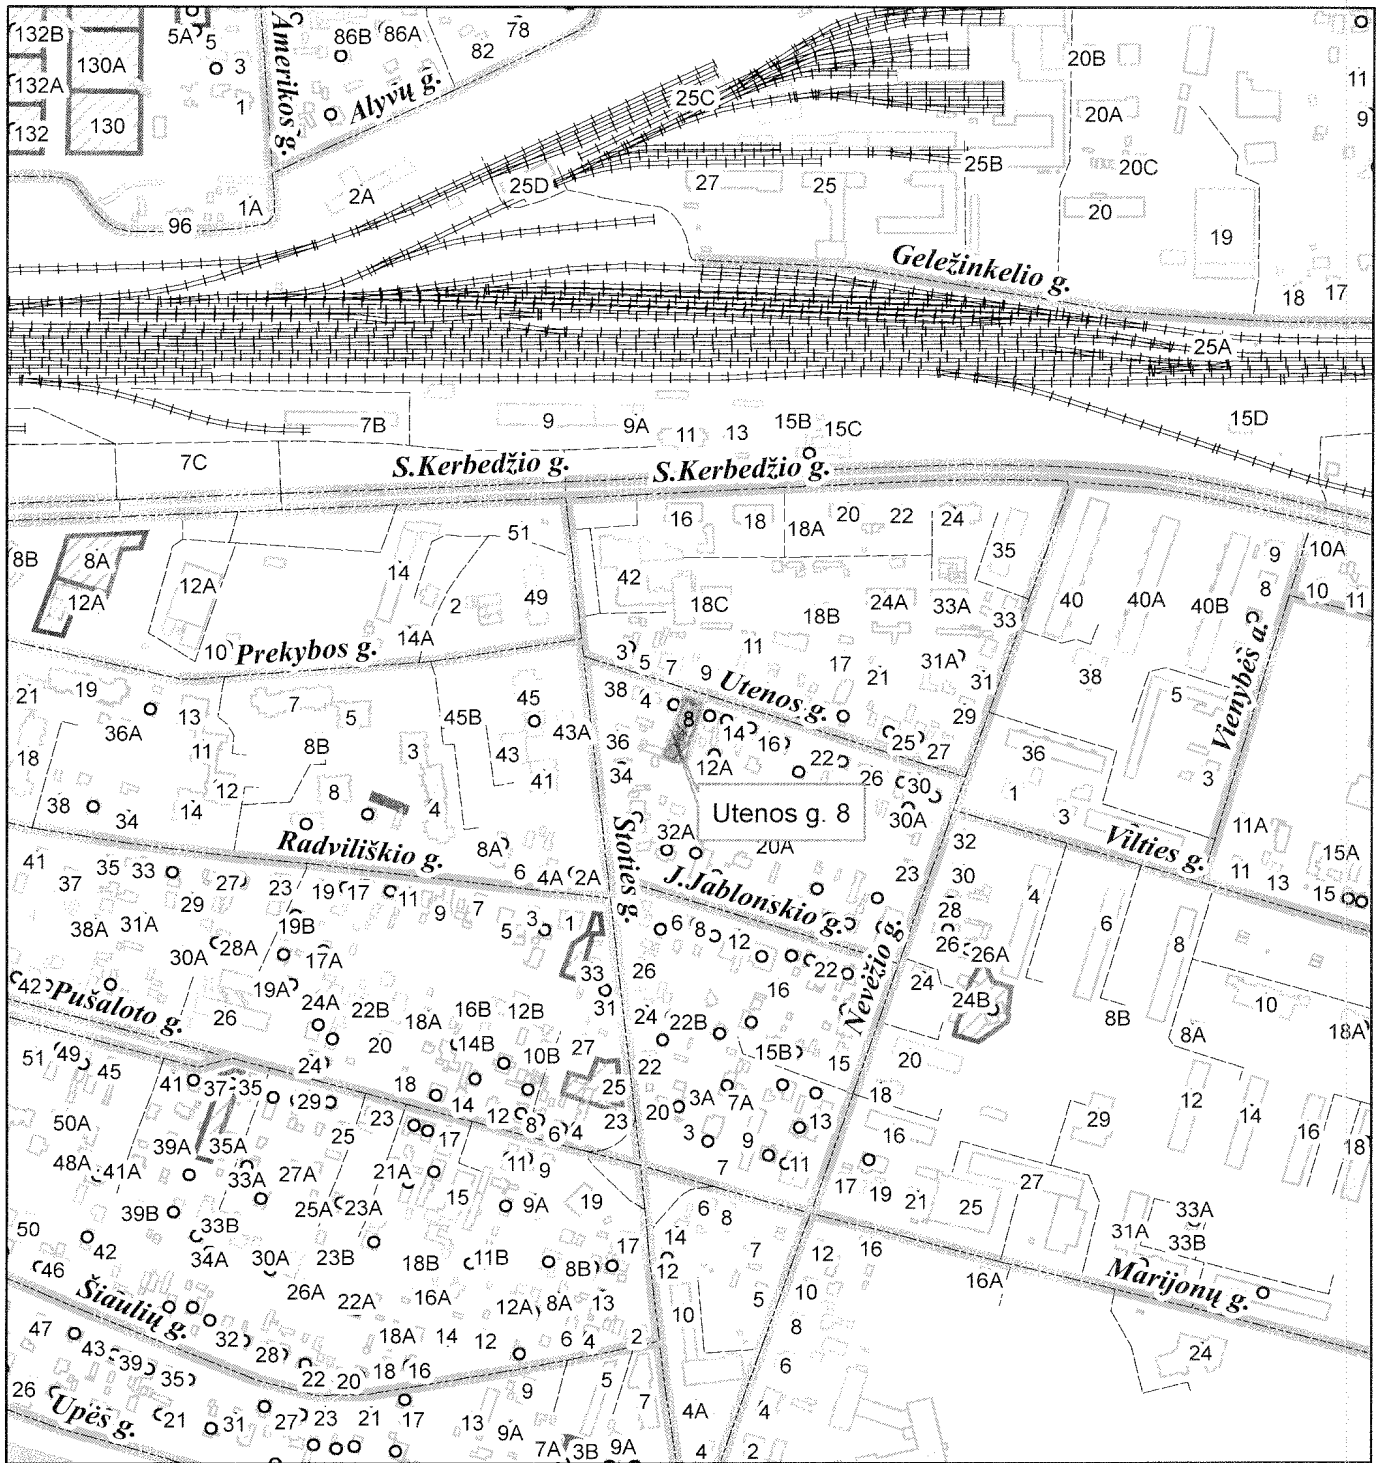 132B
5A
5
86B
86A
78
82
20B
130A
3
132A
Amerikos g.
Alyvų g.
25C
11
1
20A
9
132
130
25B
20C
25D
27
25
2A
1A
20
96
19
Geležinkelio g.
18
17
25A
7B
9
9A
11
13
15B
15C
15D
7C
S.Kerbedžio g.
S.Kerbedžio g.
51
16
18
18A
20
22
24
35
8B
8A
9
10A
12A
12A
14
2
49
42
18C
18B
24A
33A
33
40
40A
40B
8
10
11
10
Prekybos g.
14A
3
5
7
9
11
17
21
31A
31
38
5
Vienybės a.
21
19
36A
13
7
5
45B
45
43A
38
4
8
Utenos g.
14
16
29
18
11
8B
3
43
41
36
12A
22
25
27
36
12
8
34
26
30
1
3
38
34
14
4
Utenos g. 8
30A
3
11A
Radviliškio g.
8A
Stoties g.
32A
20A
32
Vilties g.
15A
41
37
35
33
27
23
19
17
11
9
7
6
4A
2A
J.Jablonskio g.
23
30
4
11
13
15
29
38A
31A
19B
5
3
1
6
8
12
28
6
8
30A
28A
17A
33
26
22
26
26A
42
Pušaloto g.
19A
24A
22B
18A
16B
12B
31
16
Nevėžio g.
24
24B
10
26
20
14B
10B
27
24
22B
8B
8A
18A
51
49
45
24
22
15B
15
20
41
37
35
29
18
14
25
20
3A
7A
18
12
14
16
18
50A
23
12
8
6
4
23
3
13
16
29
39A
35A
25
17
9
48A
41A
33A
27A
21A
11
9
7
11
17
19
21
25
27
39B
25A
23A
15
9A
19
6
8
33A
31A
33B
50
42
33B
34A
30A
23B
18B
11B
8B
17
14
12
7
12
16
46
26A
22A
16A
12A
8A
13
10
5
10
16A
Marijonų g.
Šiaulių g.
32
18A
14
12
6
4
2
8
47
43
39
35
28
22
20
18
16
6
24
26
9
5
7
Upės g.
21
31
27
23
21
17
13
9A
4A
4
7A
3B
9A
4
2